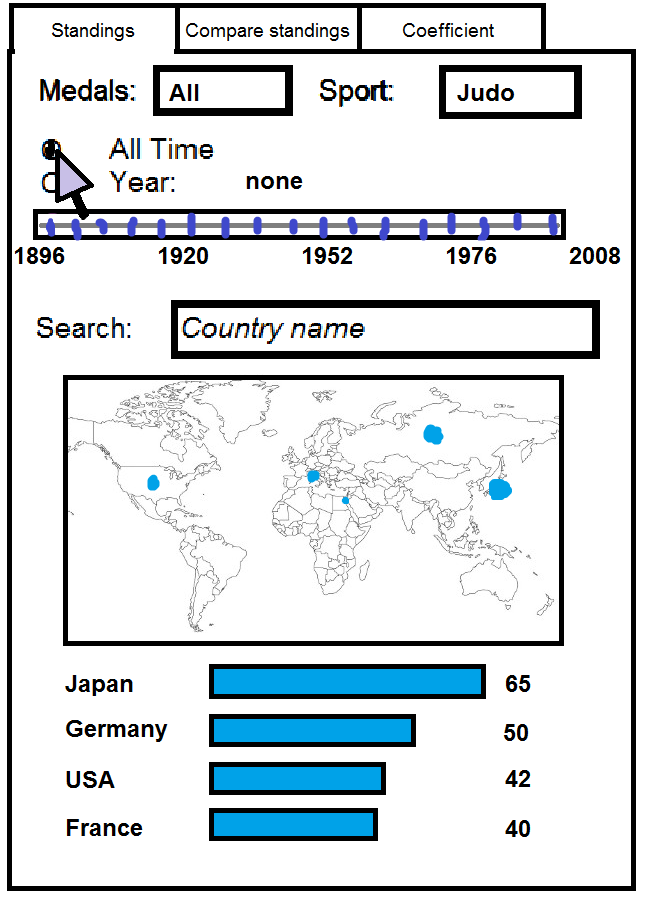 Standings Compare standings Coefficient
Medals: All Sport: Judo
All Time
Year: none
1896 1920 1952 1976 2008
Search: Country name
Japan 65
Germany 50
USA 42
France 40